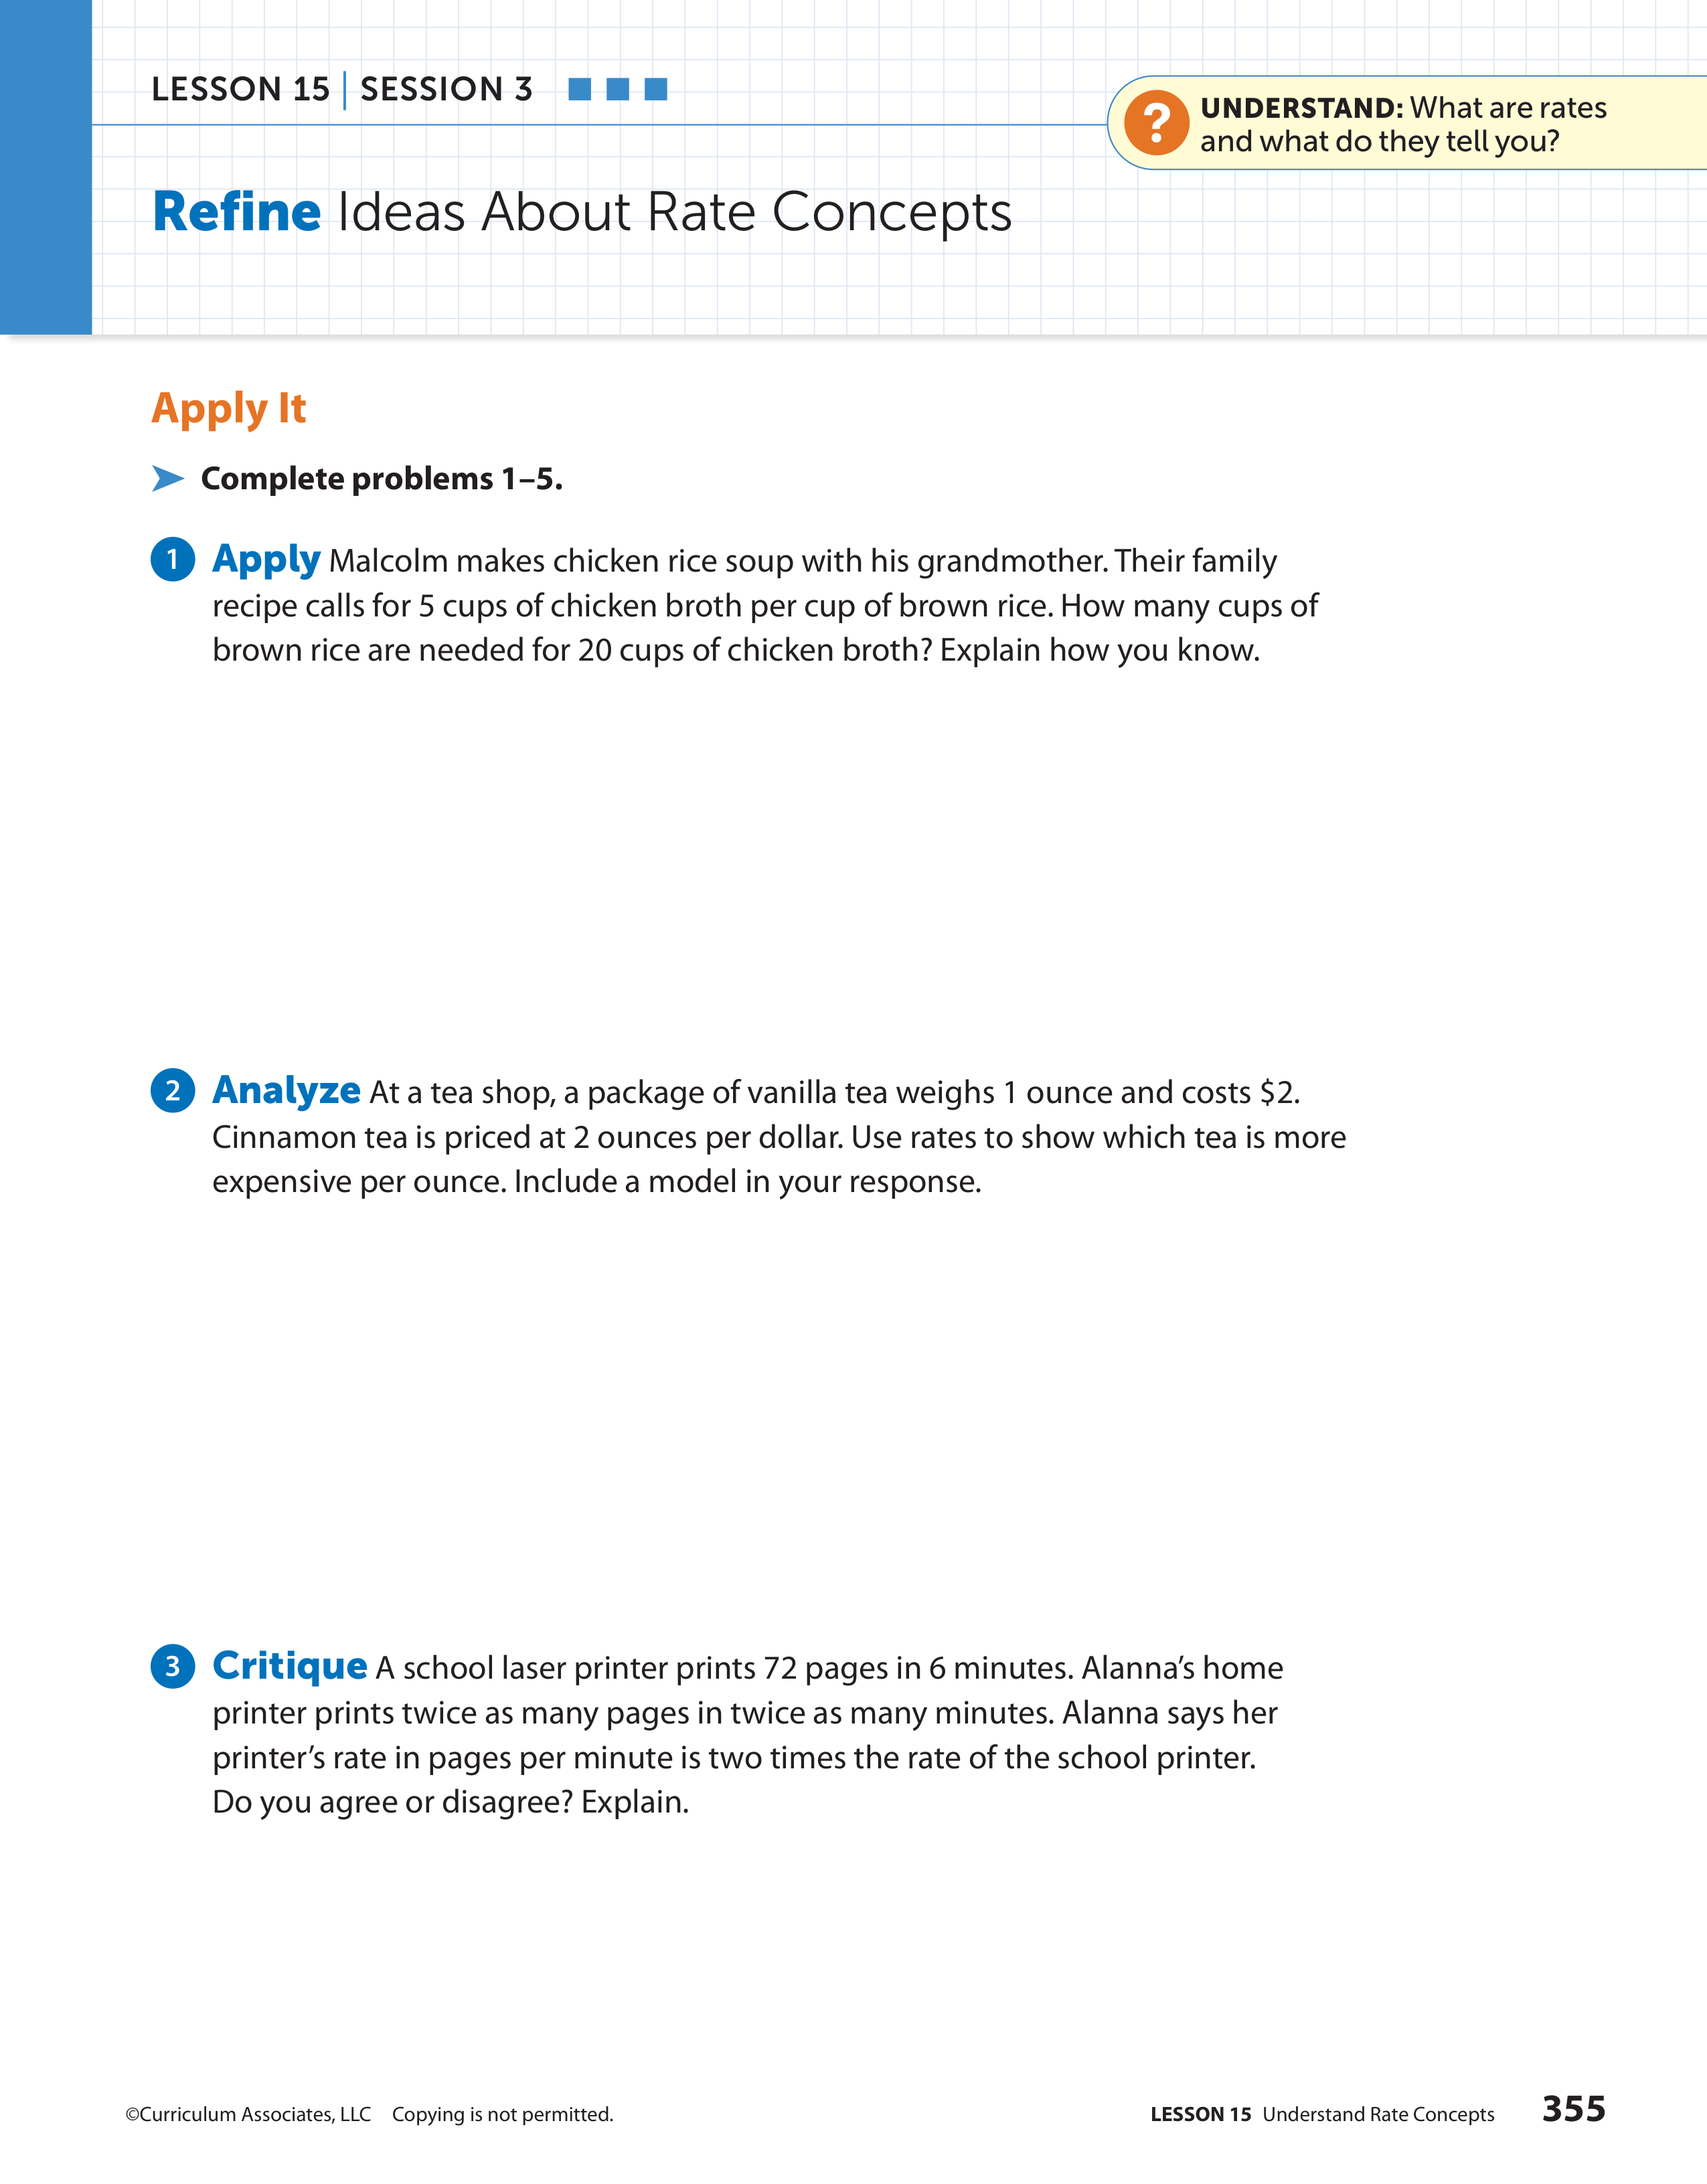 LESSON 15 | SESSION 3
? UNDERSTAND: What are rates
and what do they tell you?
Refine Ideas About Rate Concepts
Apply It
Complete problems 1–5.
1 Apply Malcolm makes chicken rice soup with his grandmother. Their family
recipe calls for 5 cups of chicken broth per cup of brown rice. How many cups of
brown rice are needed for 20 cups of chicken broth? Explain how you know.
2 Analyze At a tea shop, a package of vanilla tea weighs 1 ounce and costs $2.
Cinnamon tea is priced at 2 ounces per dollar. Use rates to show which tea is more
expensive per ounce. Include a model in your response.
3 Critique A school laser printer prints 72 pages in 6 minutes. Alanna’s home
printer prints twice as many pages in twice as many minutes. Alanna says her
printer’s rate in pages per minute is two times the rate of the school printer.
Do you agree or disagree? Explain.
©Curriculum Associates, LLC Copying is not permitted.
LESSON 15 Understand Rate Concepts 355